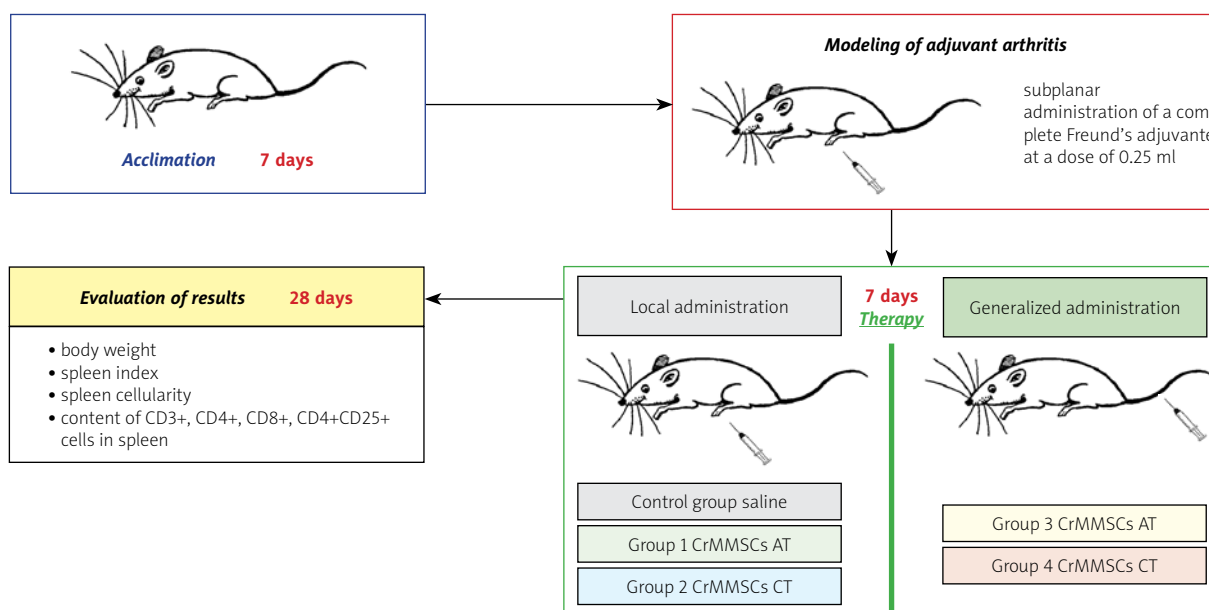 Acclimation 7 days
Modeling of adjuvant arthritis
subplanar
administration of a com
plete Freund's adjuvante
at a dose of 0.25 ml
Local administration
7 days
Therapy
Generalized administration
Control group saline
Group 1 CrMMSCs AT
Group 2 CrMMSCs CT
Group 3 CrMMSCs AT
Group 4 CrMMSCs CT
Evaluation of results 28 days
• body weight
• spleen index
• spleen cellularity
• content of CD3+, CD4+, CD8+, CD4+CD25+
cells in spleen